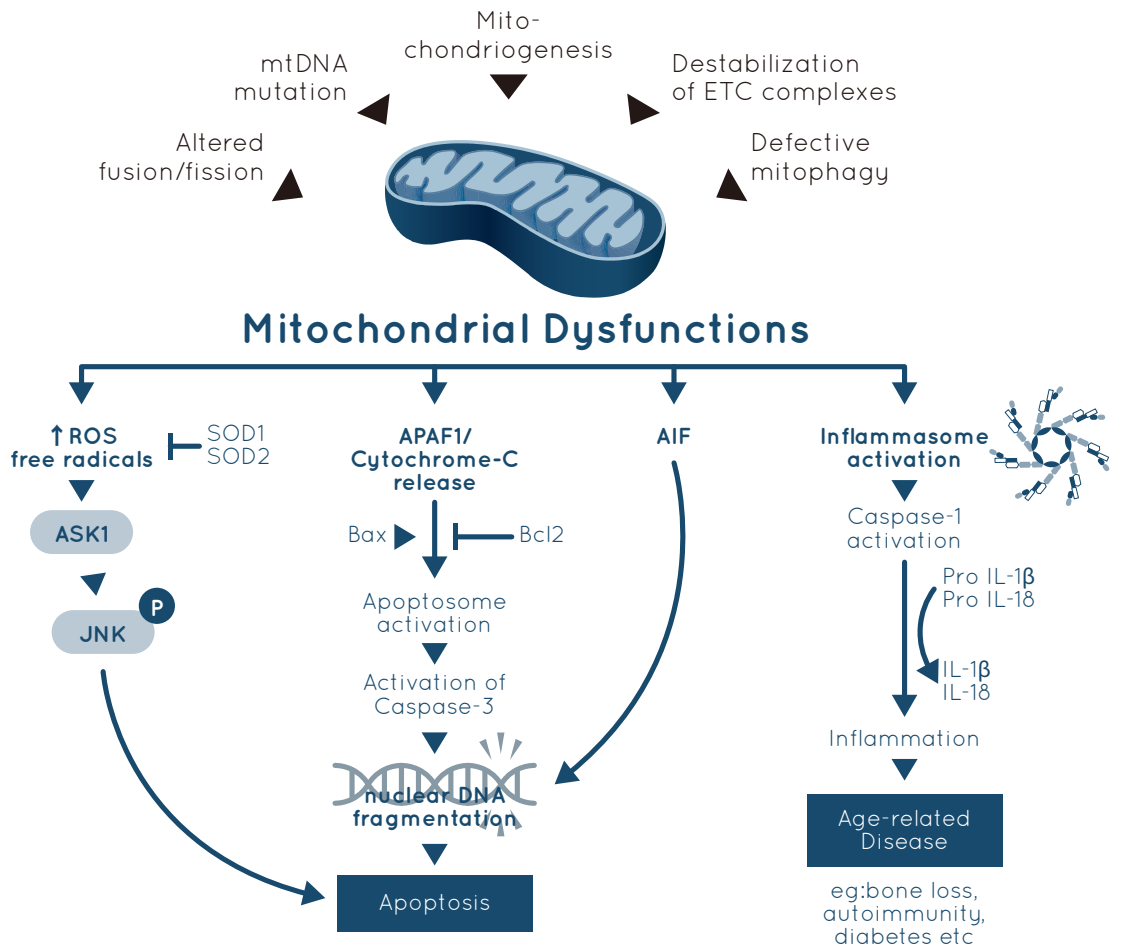 Mito-
chondriogenesis
mtDNA
mutation
Destabilization
of ETC complexes
Altered
fusion/fission
Defective
mitophagy
Mitochondrial Dysfunctions
↑ROS
free radicals
SOD1
SOD2
ASK1
P
JNK
APAF1/
Cytochrome-C
release
Bax
Bcl2
Apoptosome
activation
Activation of
Caspase-3
nuclear DNA
fragmentation
Apoptosis
AIF
Inflammasome
activation
Caspase-1
activation
Pro IL-1β
Pro IL-18
IL-1β
IL-18
Inflammation
Age-related
Disease
eg:bone loss,
autoimmunity,
diabetes etc